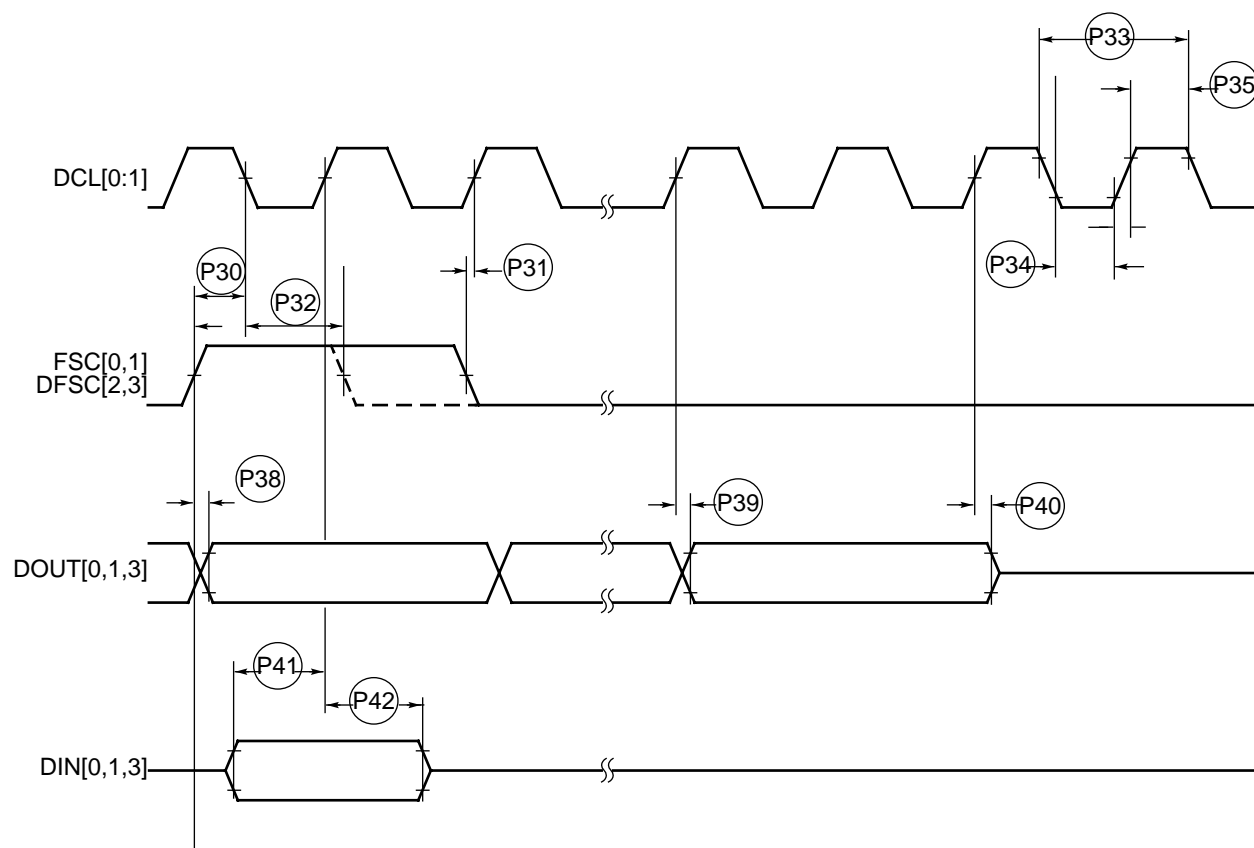 P33
P35
DCL[0:1]
P30
P31
P34
P32
FSC[0,1]
DFSC[2,3]
P38
P39
P40
DOUT[0,1,3]
P41
P42
DIN[0,1,3]